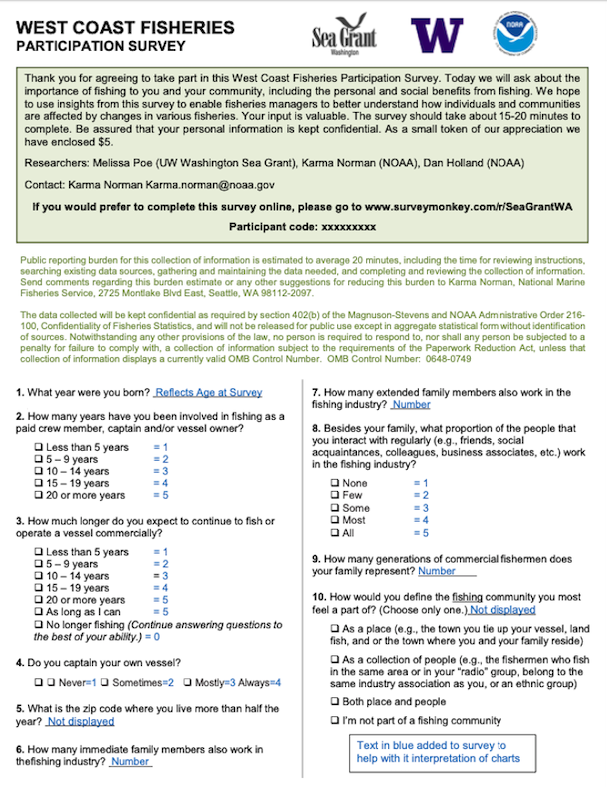 WEST COAST FISHERIES
PARTICIPATION SURVEY
Sea Grant
Washington
W
NOAA
Thank you for agreeing to take part in this West Coast Fisheries Participation Survey. Today we will ask about the
importance of fishing to you and your community, including the personal and social benefits from fishing. We hope
to use insights from this survey to enable fisheries managers to better understand how individuals and communities
are affected by changes in various fisheries. Your input is valuable. The survey should take about 15-20 minutes to
complete. Be assured that your personal information is kept confidential. As a small token of our appreciation we
have enclosed $5.
Researchers: Melissa Poe (UW Washington Sea Grant), Karma Norman (NOAA), Dan Holland (NOAA)
Contact: Karma Norman Karma.norman@noaa.gov
If you would prefer to complete this survey online, please go to www.surveymonkey.com/r/SeaGrantWA
Participant code: xxxxxxxxx
Public reporting burden for this collection of information is estimated to average 20 minutes, including the time for reviewing instructions,
searching existing data sources, gathering and maintaining the data needed, and completing and reviewing the collection of information.
Send comments regarding this burden estimate or any other suggestions for reducing this burden to Karma Norman, National Marine
Fisheries Service, 2725 Montlake Blvd East, Seattle, WA 98112-2097.
The data collected will be kept confidential as required by section 402(b) of the Magnuson-Stevens and NOAA Admnistrative Order 216-
100, Confidentiality of Fisheries Statistics, and will not be released for public use except in aggregate statistical form without identification
of sources. Notwithstanding any other provisions of the law, no person is required to respond to, nor shall any person be subjected to a
penalty for failure to comply with, a collection of information subject to the requirements of the Paperwork Reduction Act, unless that
collection of information displays a currently valid OMB Control Number. OMB Control Number: 0648-0749
1. What year were you born? Reflects Age at Survey
2. How many years have you been involved in fishing as a
paid crew member, captain and/or vessel owner?
☐ Less than 5 years = 1
☐ 5 – 9 years = 2
☐ 10 – 14 years = 3
☐ 15 – 19 years = 4
☐ 20 or more years = 5
3. How much longer do you expect to continue to fish or
operate a vessel commercially?
☐ Less than 5 years = 1
☐ 5 – 9 years = 2
☐ 10 – 14 years = 3
☐ 15 – 19 years = 4
☐ 20 or more years = 5
☐ As long as I can = 5
☐ No longer fishing (Continue answering questions to
the best of your ability.) = 0
4. Do you captain your own vessel?
☐ ☐ Never=1 ☐ Sometimes=2 ☐ Mostly=3 Always=4
5. What is the zip code where you live more than half the
year? Not displayed
6. How many immediate family members also work in
thefishing industry? Number
7. How many extended family members also work in the
fishing industry? Number
8. Besides your family, what proportion of the people that
you interact with regularly (e.g., friends, social
acquaintances, colleagues, business associates, etc.) work
in the fishing industry?
☐ None = 1
☐ Few = 2
☐ Some = 3
☐ Most = 4
☐ All = 5
9. How many generations of commercial fishermen does
your family represent? Number
10. How would you define the fishing community you most
feel a part of? (Choose only one.) Not displayed
☐ As a place (e.g., the town you tie up your vessel, land
fish, and/or the town where you and your family reside)
☐ As a collection of people (e.g., the fishermen who fish
in the same area or in your “radio” group, belong to the
same industry association as you, or an ethnic group)
☐ Both place and people
☐ I'm not part of a fishing community
Text in blue added to survey to
help with it interpretation of charts